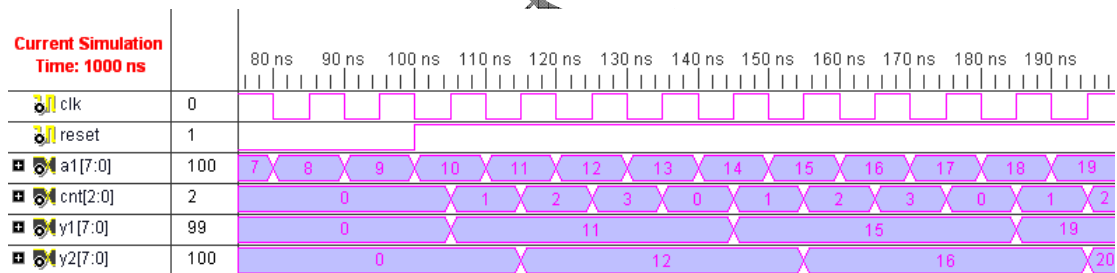 Current Simulation
Time: 1000 ns
80 ns 90 ns 100 ns 110 ns 120 ns 130 ns 140 ns 150 ns 160 ns 170 ns 180 ns 190 ns
clk 0
reset 1
a1[7:0] 100 7 8 9 10 11 12 13 14 15 16 17 18 19
cnt[2:0] 2 0 1 2 3 0 1 2 3 0 1 2
y1[7:0] 99 0 11 15 19
y2[7:0] 100 0 12 16 20